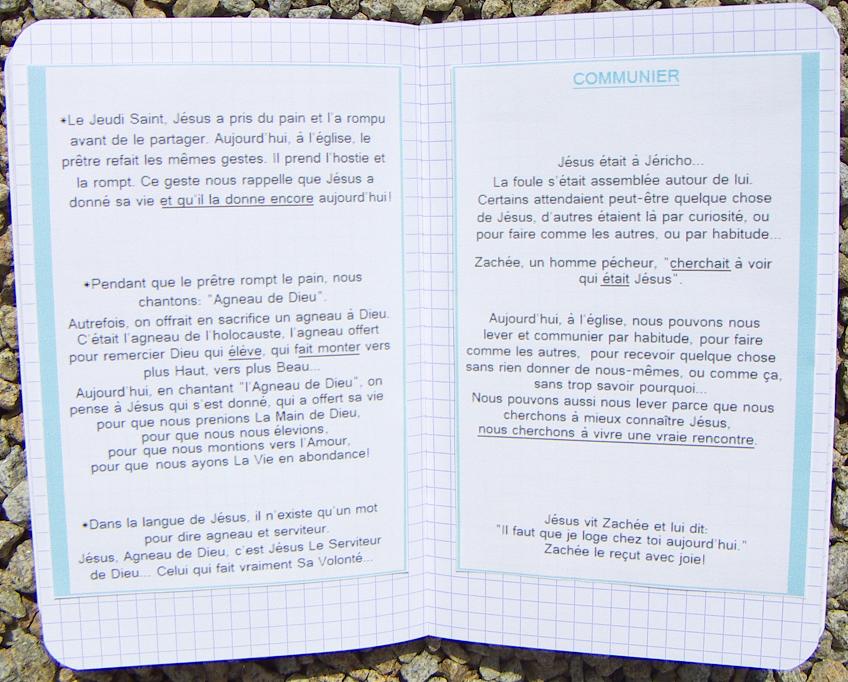 *Le Jeudi Saint, Jésus a pris du pain et l'a rompu
avant de le partager. Aujourd'hui, à l'église, le
prêtre refait les mêmes gestes. Il prend l'hostie et
la rompt. Ce geste nous rappelle que Jésus a
donné sa vie et qu'il la donne encore aujourd'hui!
*Pendant que le prêtre rompt le pain, nous
chantons: "Agneau de Dieu".
Autrefois, on offrait en sacrifice un agneau à Dieu.
C'était l'agneau de l'holocauste, l'agneau offert
pour remercier Dieu qui élève, qui fait monter vers
plus Haut, vers plus Beau...
Aujourd'hui, en chantant "l'Agneau de Dieu", on
pense à Jésus qui s'est donné, qui a offert sa vie
pour que nous prenions La Main de Dieu,
pour que nous nous élevions,
pour que nous montions vers l'Amour,
pour que nous ayons La Vie en abondance!
*Dans la langue de Jésus, il n'existe qu'un mot
pour dire agneau et serviteur.
Jésus, Agneau de Dieu, c'est Jésus Le Serviteur
de Dieu... Celui qui fait vraiment Sa Volonté...
COMMUNIER
Jésus était à Jéricho...
La foule s'était assemblée autour de lui.
Certains attendaient peut-être quelque chose
de Jésus, d'autres étaient là par curiosité, ou
pour faire comme les autres, ou par habitude...
Zachée, un homme pécheur, "cherchait à voir
qui était Jésus".
Aujourd'hui, à l'église, nous pouvons nous
lever et communier par habitude, pour faire
comme les autres, pour recevoir quelque chose
sans rien donner de nous-mêmes, ou comme ça,
sans trop savoir pourquoi...
Nous pouvons aussi nous lever parce que nous
cherchons à mieux connaître Jésus,
nous cherchons à vivre une vraie rencontre.
Jésus vit Zachée et lui dit:
"Il faut que je loge chez toi aujourd'hui."
Zachée le reçut avec joie!